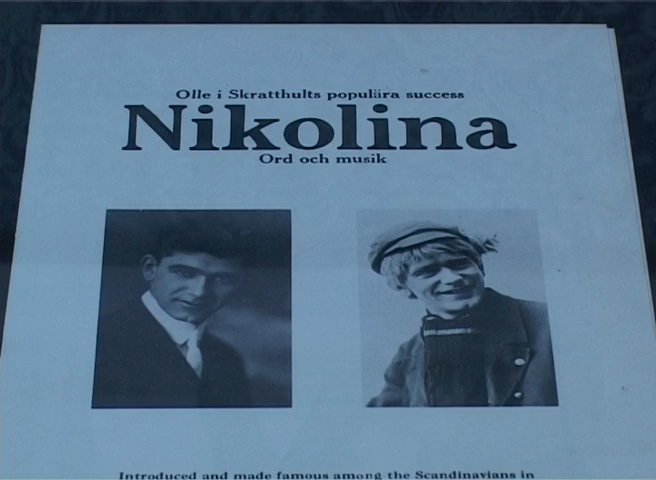 Olle i Skratthults populära success
Nikolina
Ord och musik
Introduced and made famous among the Scandinavians in